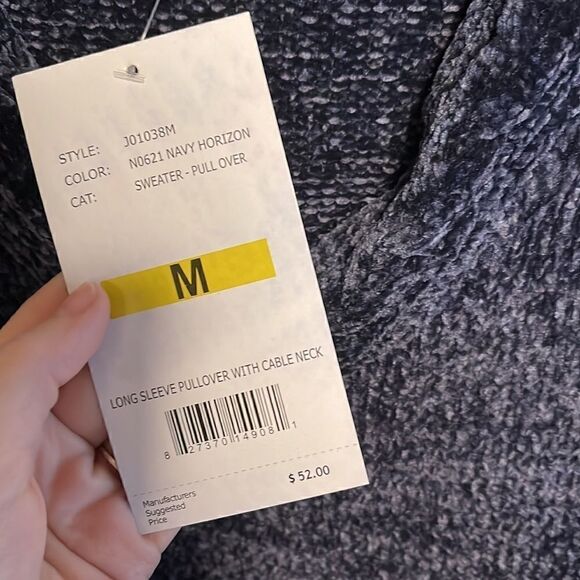 STYLE: J01038M
COLOR: N0621 NAVY HORIZON
CAT: SWEATER - PULL OVER
M
LONG SLEEVE PULLOVER WITH CABLE NECK
8 27370 14908 1
Manufacturers
Suggested
Price
$ 52.00